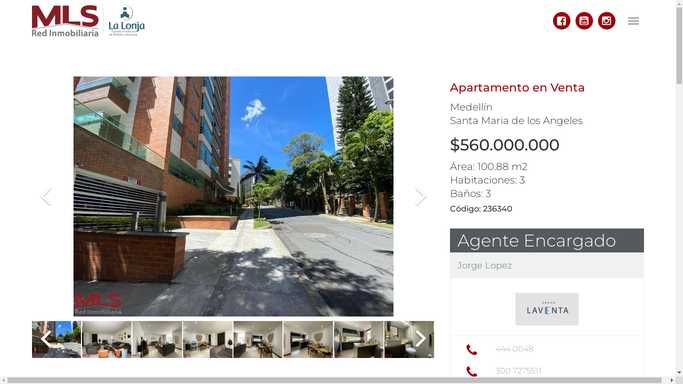 MLS
Red Inmobiliaria
La Lonja
Apartamento en Venta
Medellín
Santa Maria de los Angeles
$560.000.000
Área: 100.88 m2
Habitaciones: 3
Baños: 3
Código: 236340
MLS
Red Inmobiliaria
Agente Encargado
Jorge Lopez
LAVENTA
444 0048
300 7275511